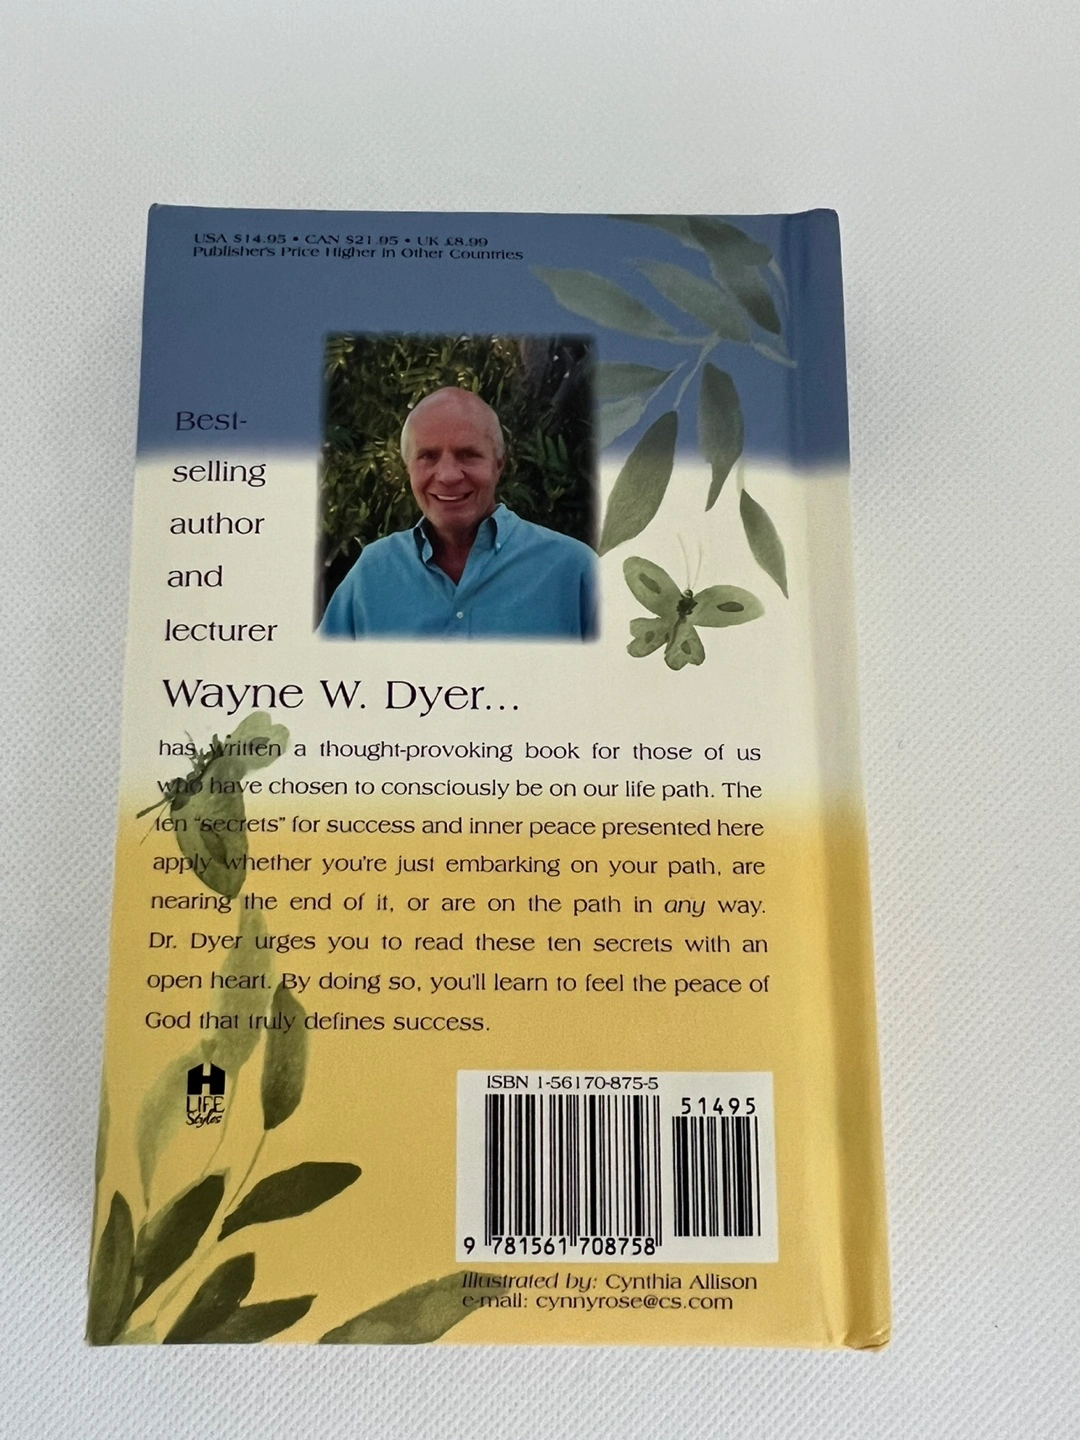 USA $14.95 • CAN $21.95 • UK £8.99
Publisher's Price Higher in Other Countries
Best-
selling
author
and
lecturer
Wayne W. Dyer...
has written a thought-provoking book for those of us
who have chosen to consciously be on our life path. The
ten "secrets" for success and inner peace presented here
apply whether you're just embarking on your path, are
nearing the end of it, or are on the path in any way.
Dr. Dyer urges you to read these ten secrets with an
open heart. By doing so, you'll learn to feel the peace of
God that truly defines success.
H
LIFE
Styles
ISBN 1-56170-875-5
51495
9 781561 708758
Illustrated by: Cynthia Allison
e-mail: cynnyrose@cs.com